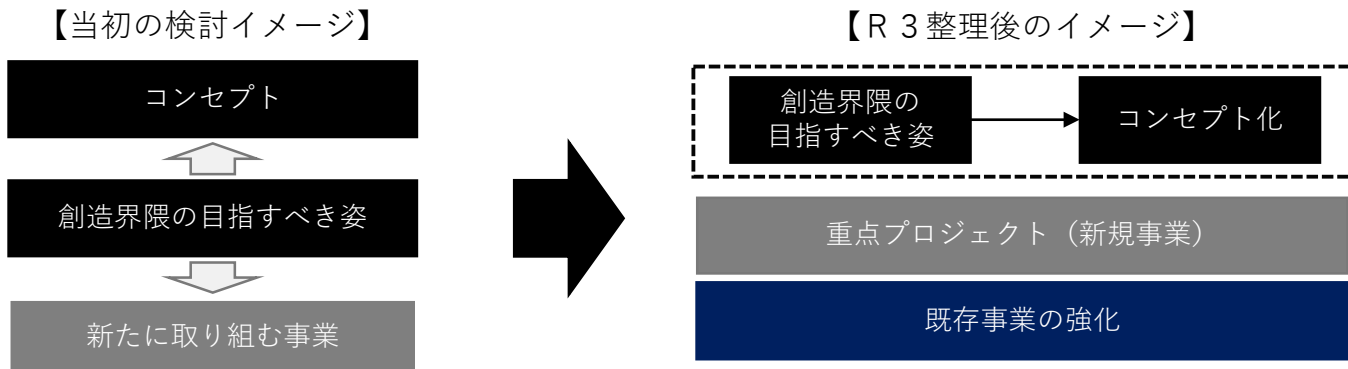 【当初の検討イメージ】
コンセプト
創造界隈の目指すべき姿
新たに取り組む事業
【R３整理後のイメージ】
創造界隈の
目指すべき姿
コンセプト化
重点プロジェクト（新規事業）
既存事業の強化